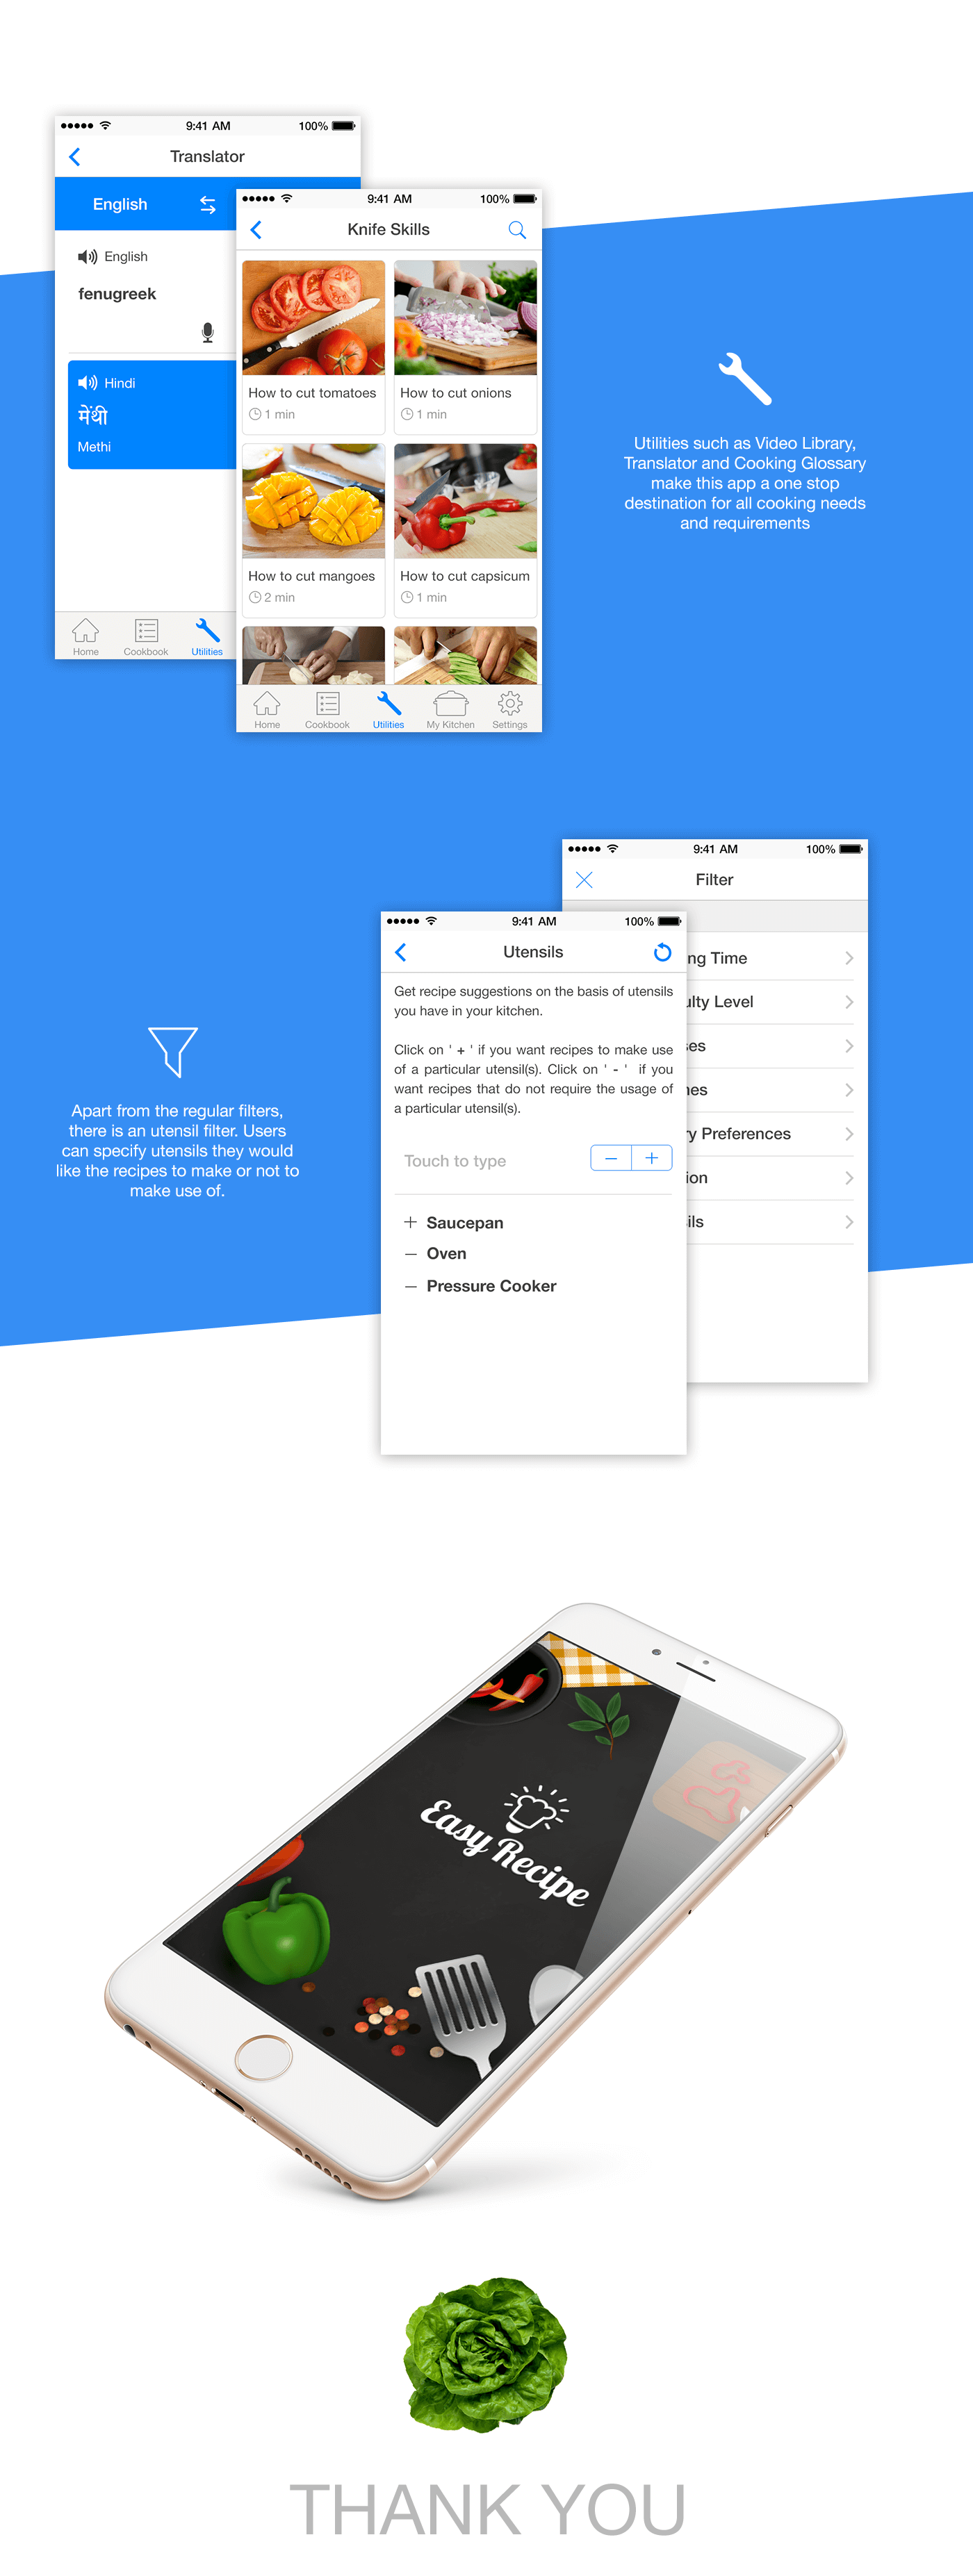 9:41 AM 100%
Translator
English
English
fenugreek
Hindi
मेंथी
Methi
Home Cookbook Utilities
9:41 AM 100%
Knife Skills
How to cut tomatoes
1 min
How to cut onions
1 min
How to cut mangoes
2 min
How to cut capsicum
1 min
Home Cookbook Utilities My Kitchen Settings
Utilities such as Video Library,
Translator and Cooking Glossary
make this app a one stop
destination for all cooking needs
and requirements
9:41 AM 100%
Filter
ng Time
ulty Level
es
nes
ry Preferences
ion
ils
9:41 AM 100%
Utensils
Get recipe suggestions on the basis of utensils
you have in your kitchen.
Click on ' + ' if you want recipes to make use
of a particular utensil(s). Click on ' - ' if you
want recipes that do not require the usage of
a particular utensil(s).
Touch to type − +
+ Saucepan
− Oven
− Pressure Cooker
Apart from the regular filters,
there is an utensil filter. Users
can specify utensils they would
like the recipes to make or not to
make use of.
Easy Recipe
THANK YOU